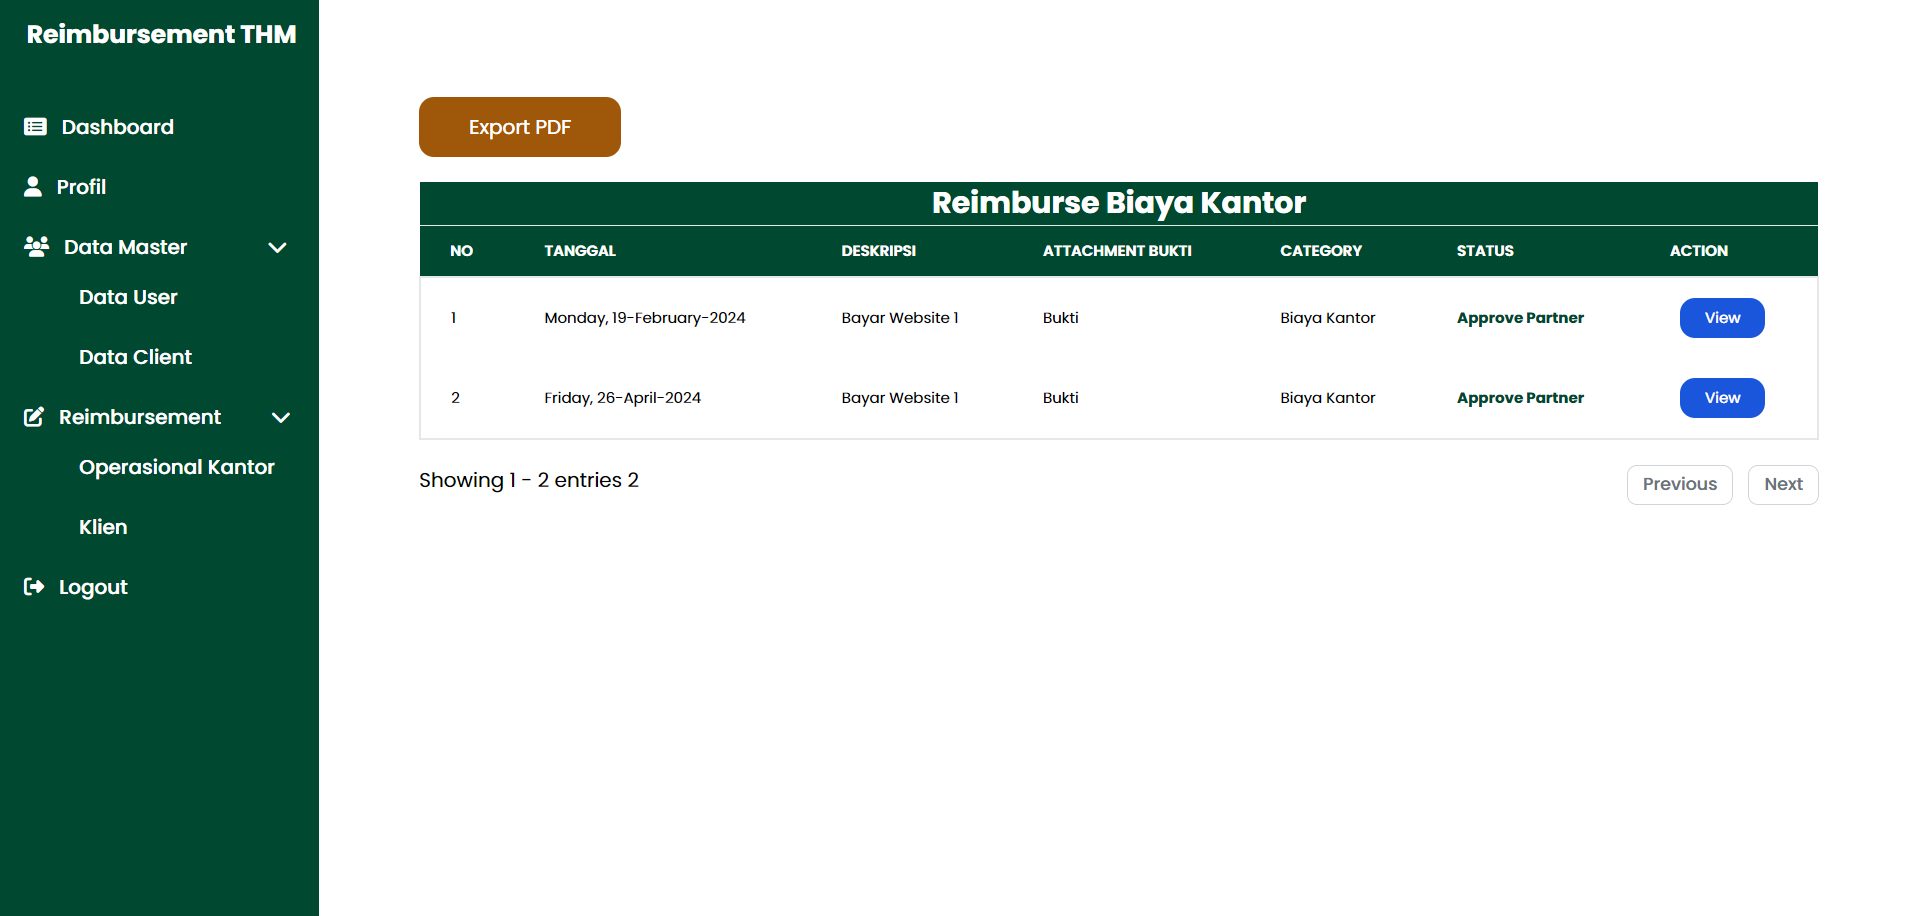 Reimbursement THM
Dashboard
Profil
Data Master
Data User
Data Client
Reimbursement
Operasional Kantor
Klien
Logout
Export PDF
Reimburse Biaya Kantor
NO TANGGAL DESKRIPSI ATTACHMENT BUKTI CATEGORY STATUS ACTION
1 Monday, 19-February-2024 Bayar Website 1 Bukti Biaya Kantor Approve Partner View
2 Friday, 26-April-2024 Bayar Website 1 Bukti Biaya Kantor Approve Partner View
Showing 1 - 2 entries 2
Previous Next